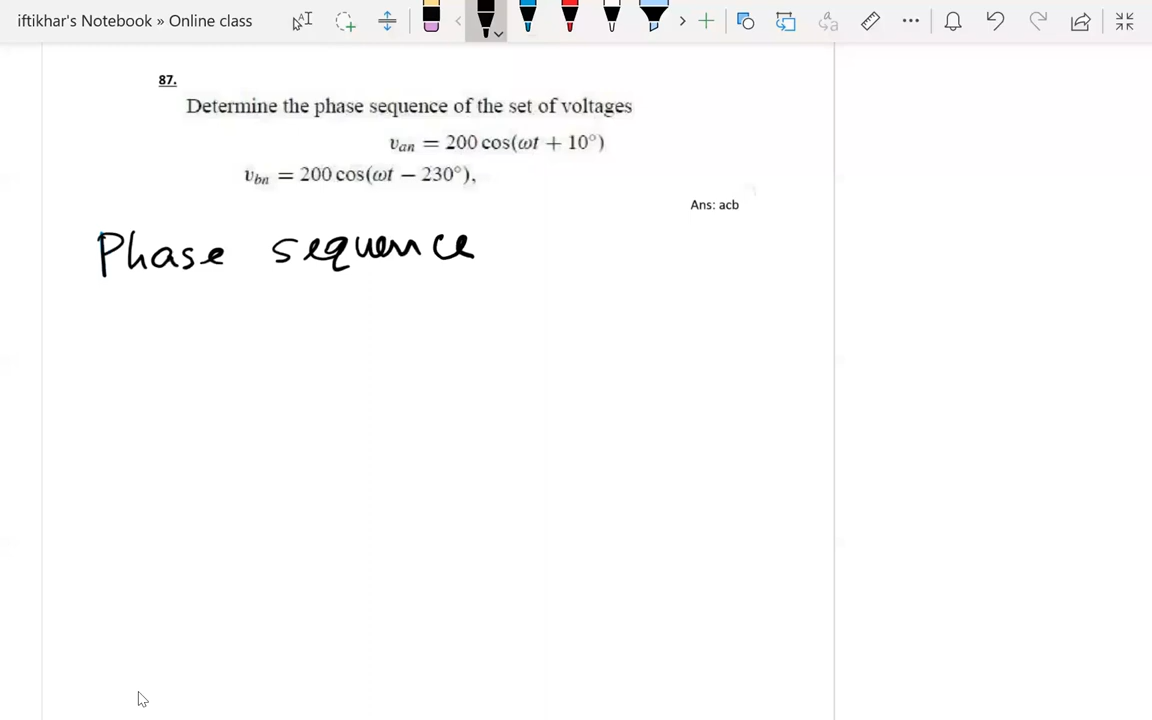 iftikhar's Notebook » Online class
87.
Determine the phase sequence of the set of voltages
v_an = 200 cos(ωt + 10°)
v_bn = 200 cos(ωt − 230°),
Ans: acb
Phase sequence